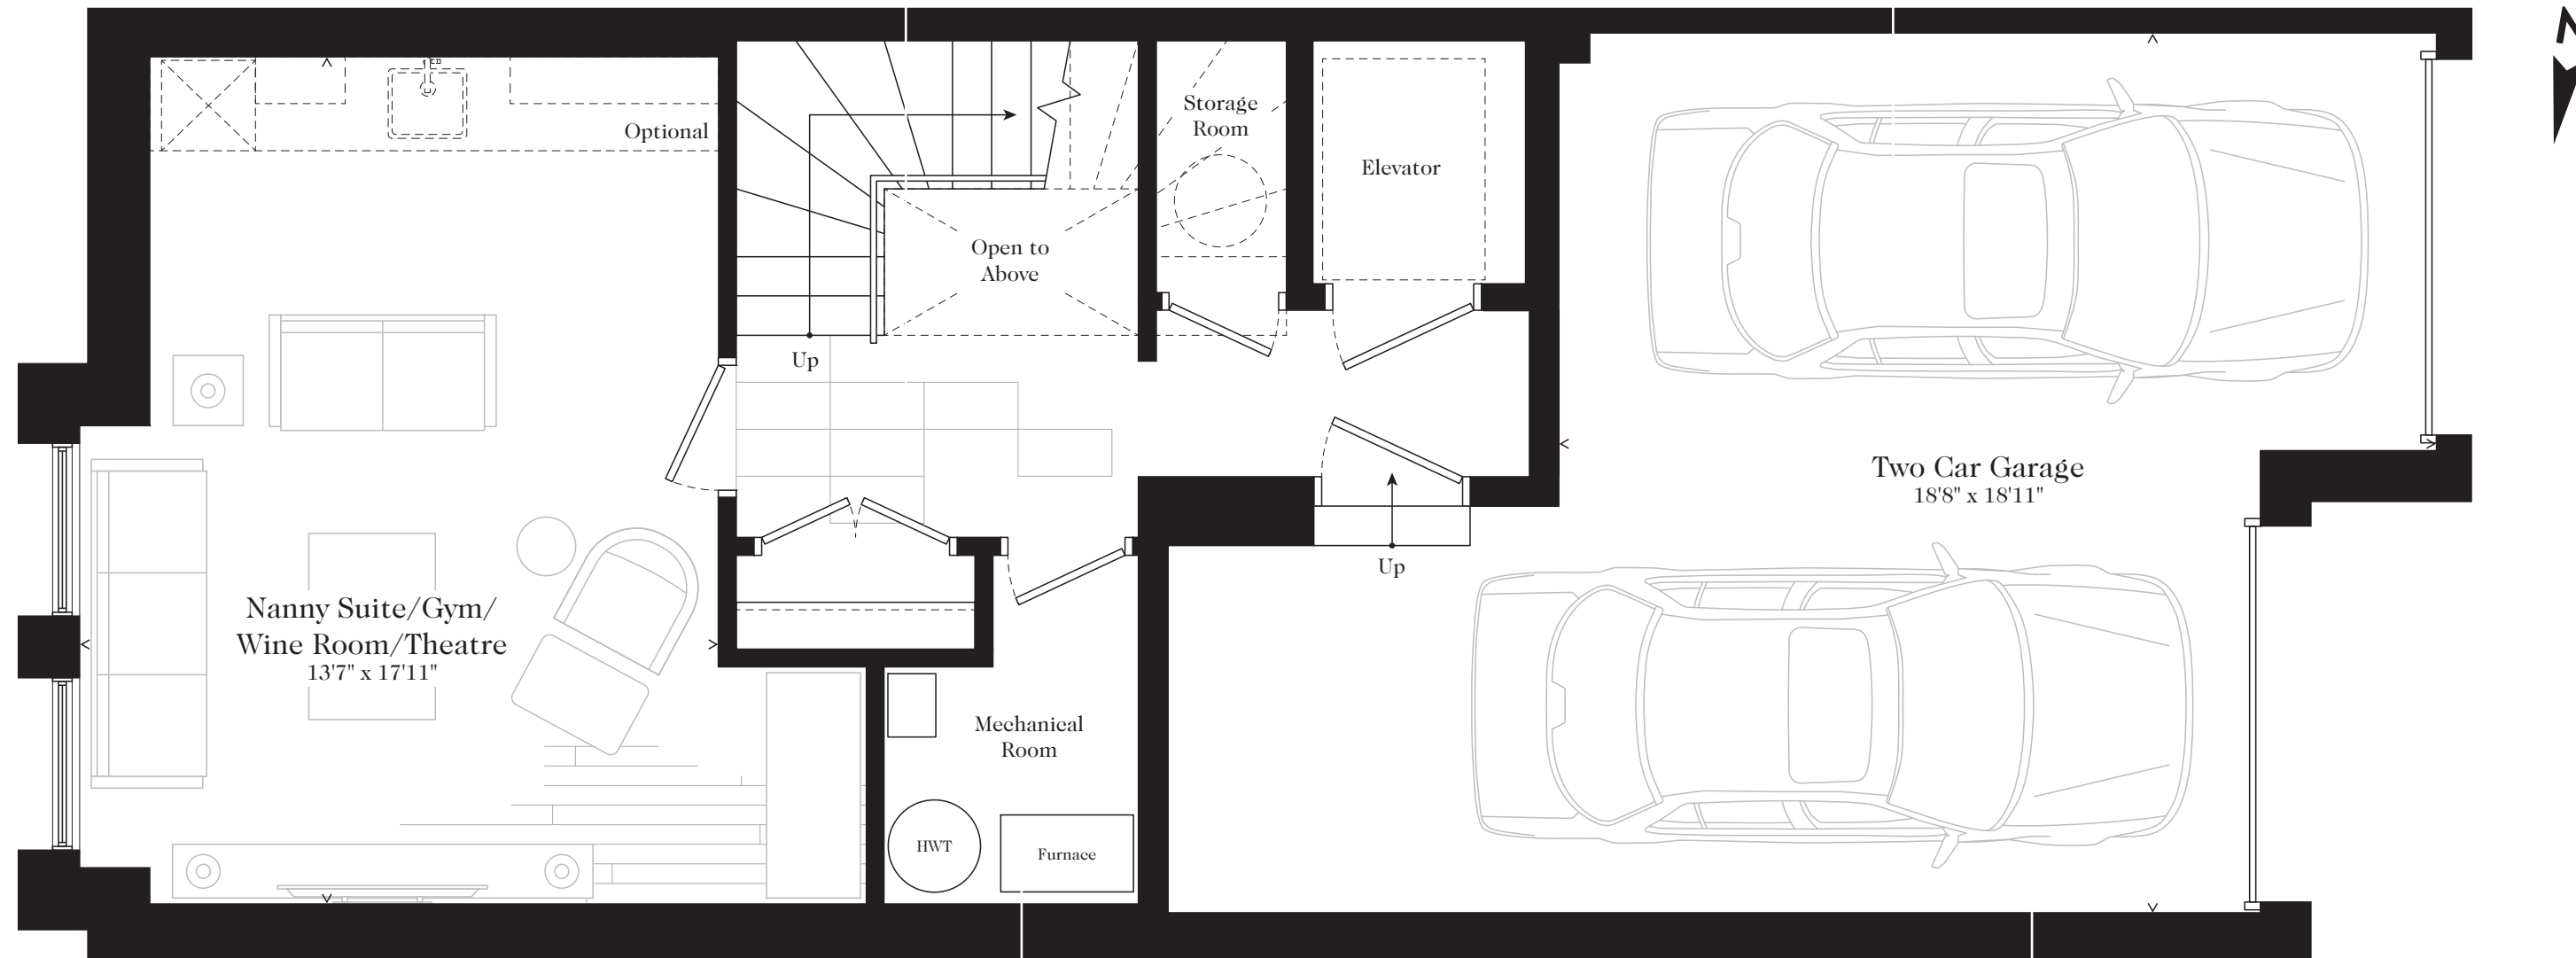 Optional
Storage
Room
Elevator
Open to
Above
Up
Two Car Garage
18'8" x 18'11"
Up
Nanny Suite/Gym/
Wine Room/Theatre
13'7" x 17'11"
Mechanical
Room
HWT
Furnace